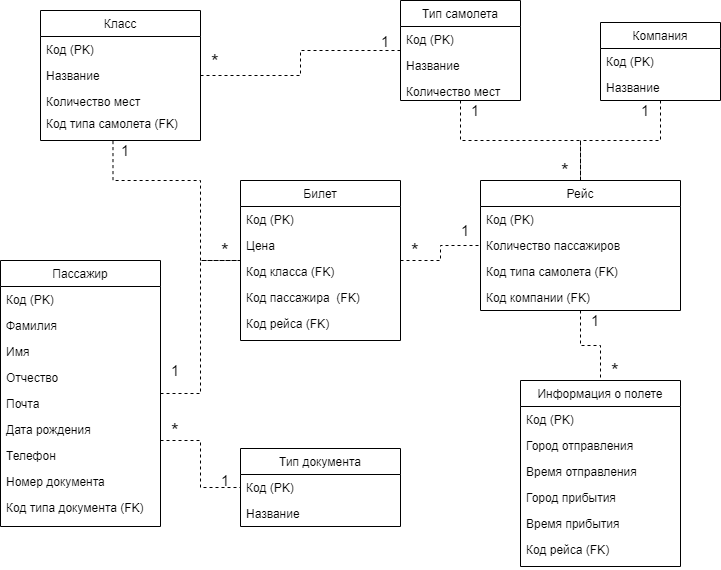 Класс
Код (PK)
Название
Количество мест
Код типа самолета (FK)
1
*
1
Тип самолета
Код (PK)
Название
Количество мест
1
Компания
Код (PK)
Название
1
*
Билет
Код (PK)
Цена
Код класса (FK)
Код пассажира (FK)
Код рейса (FK)
*
*
1
Рейс
Код (PK)
Количество пассажиров
Код типа самолета (FK)
Код компании (FK)
1
*
Пассажир
Код (PK)
Фамилия
Имя
Отчество
Почта
Дата рождения
Телефон
Номер документа
Код типа документа (FK)
1
*
1
Тип документа
Код (PK)
Название
Информация о полете
Код (PK)
Город отправления
Время отправления
Город прибытия
Время прибытия
Код рейса (FK)